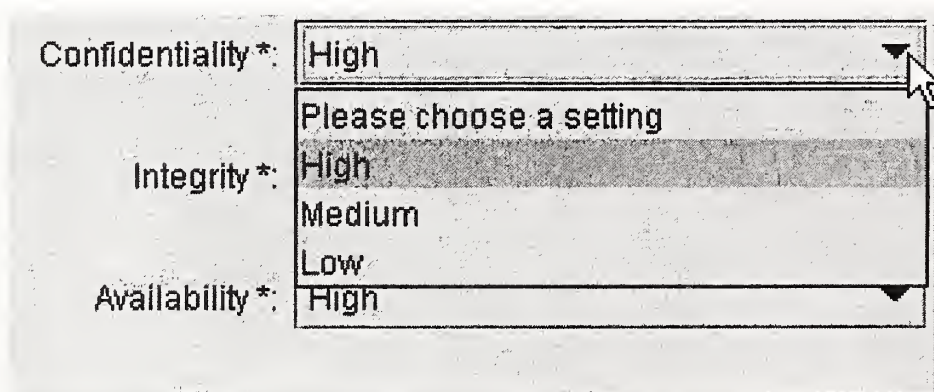 Confidentiality *: High
Please choose a setting
Integrity *: High
Medium
Low
Availability *: High